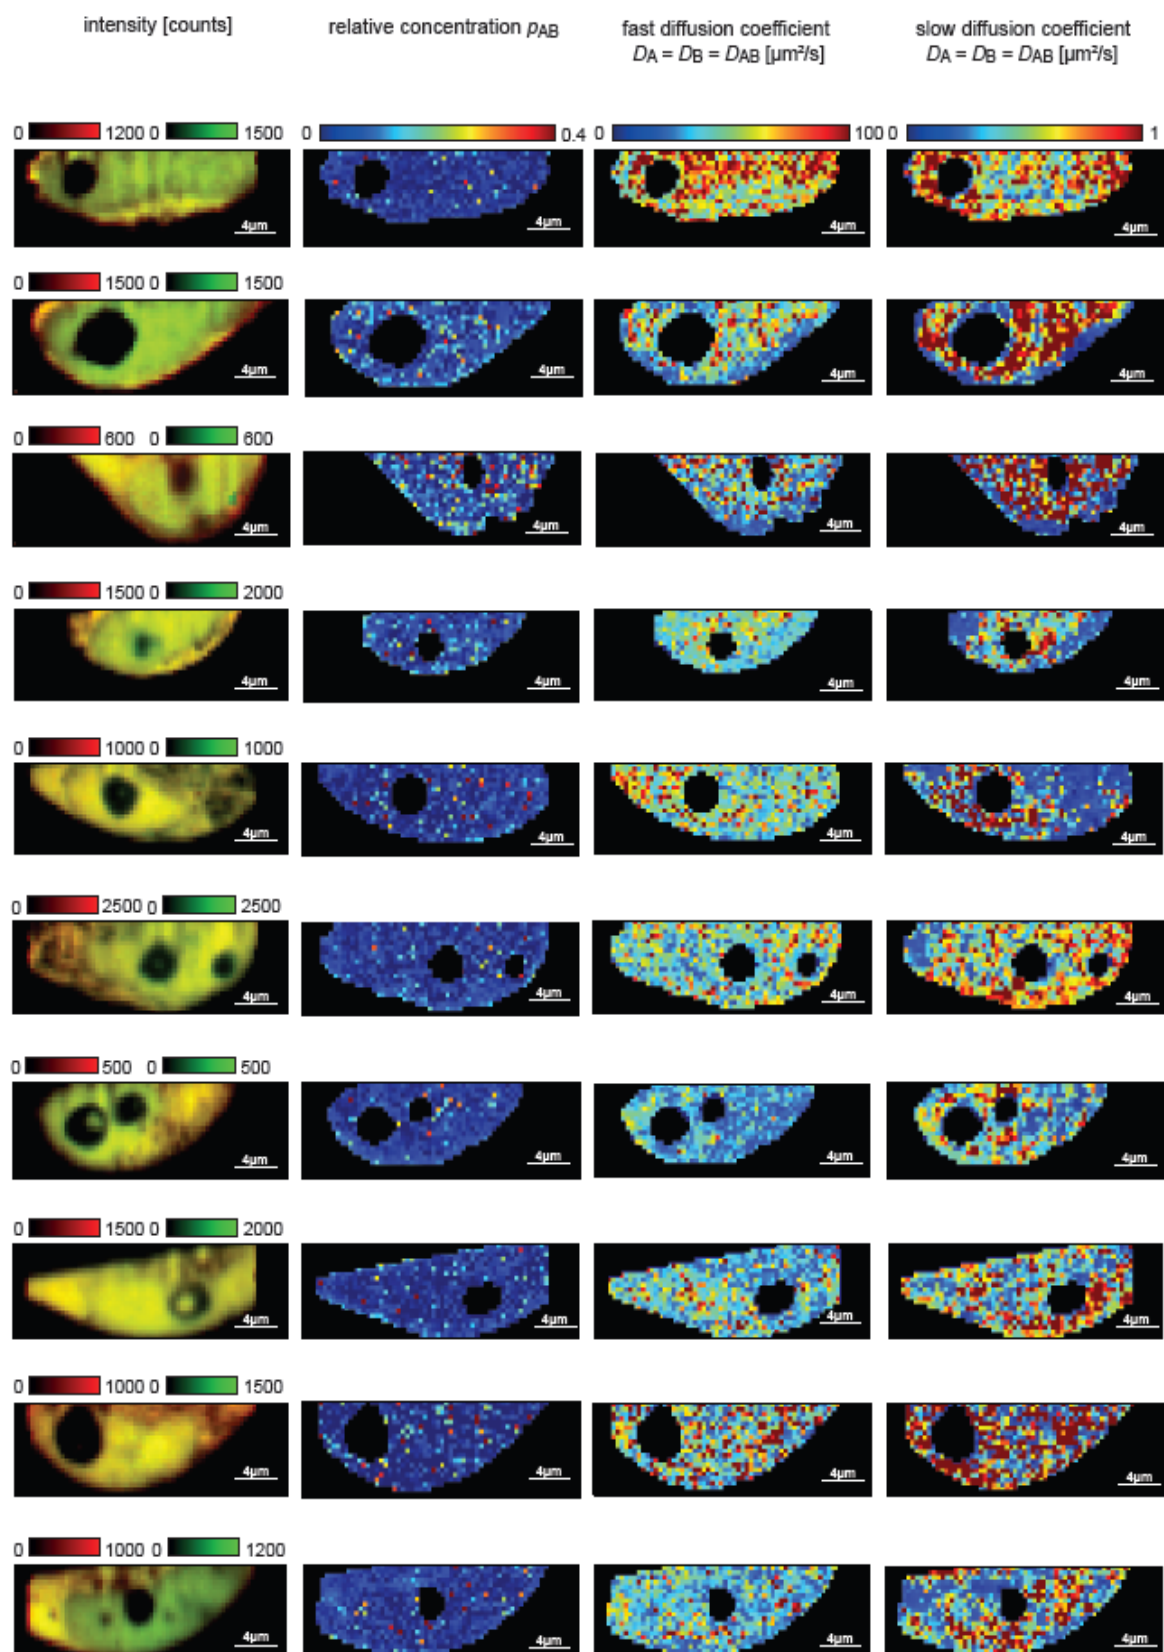 intensity [counts] relative concentration pAB fast diffusion coefficient slow diffusion coefficient
DA = DB = DAB [µm²/s] DA = DB = DAB [µm²/s]
0 1200 0 1500 0 0.4 0 100 0 1
4µm 4µm 4µm 4µm
0 1500 0 1500
4µm 4µm 4µm 4µm
0 600 0 600
4µm 4µm 4µm 4µm
0 1500 0 2000
4µm 4µm 4µm 4µm
0 1000 0 1000
4µm 4µm 4µm 4µm
0 2500 0 2500
4µm 4µm 4µm 4µm
0 500 0 500
4µm 4µm 4µm 4µm
0 1500 0 2000
4µm 4µm 4µm 4µm
0 1000 0 1500
4µm 4µm 4µm 4µm
0 1000 0 1200
4µm 4µm 4µm 4µm